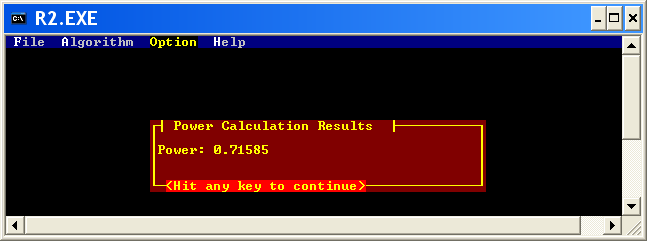 R2.EXE
File Algorithm Option Help
Power Calculation Results
Power: 0.71585
<Hit any key to continue>